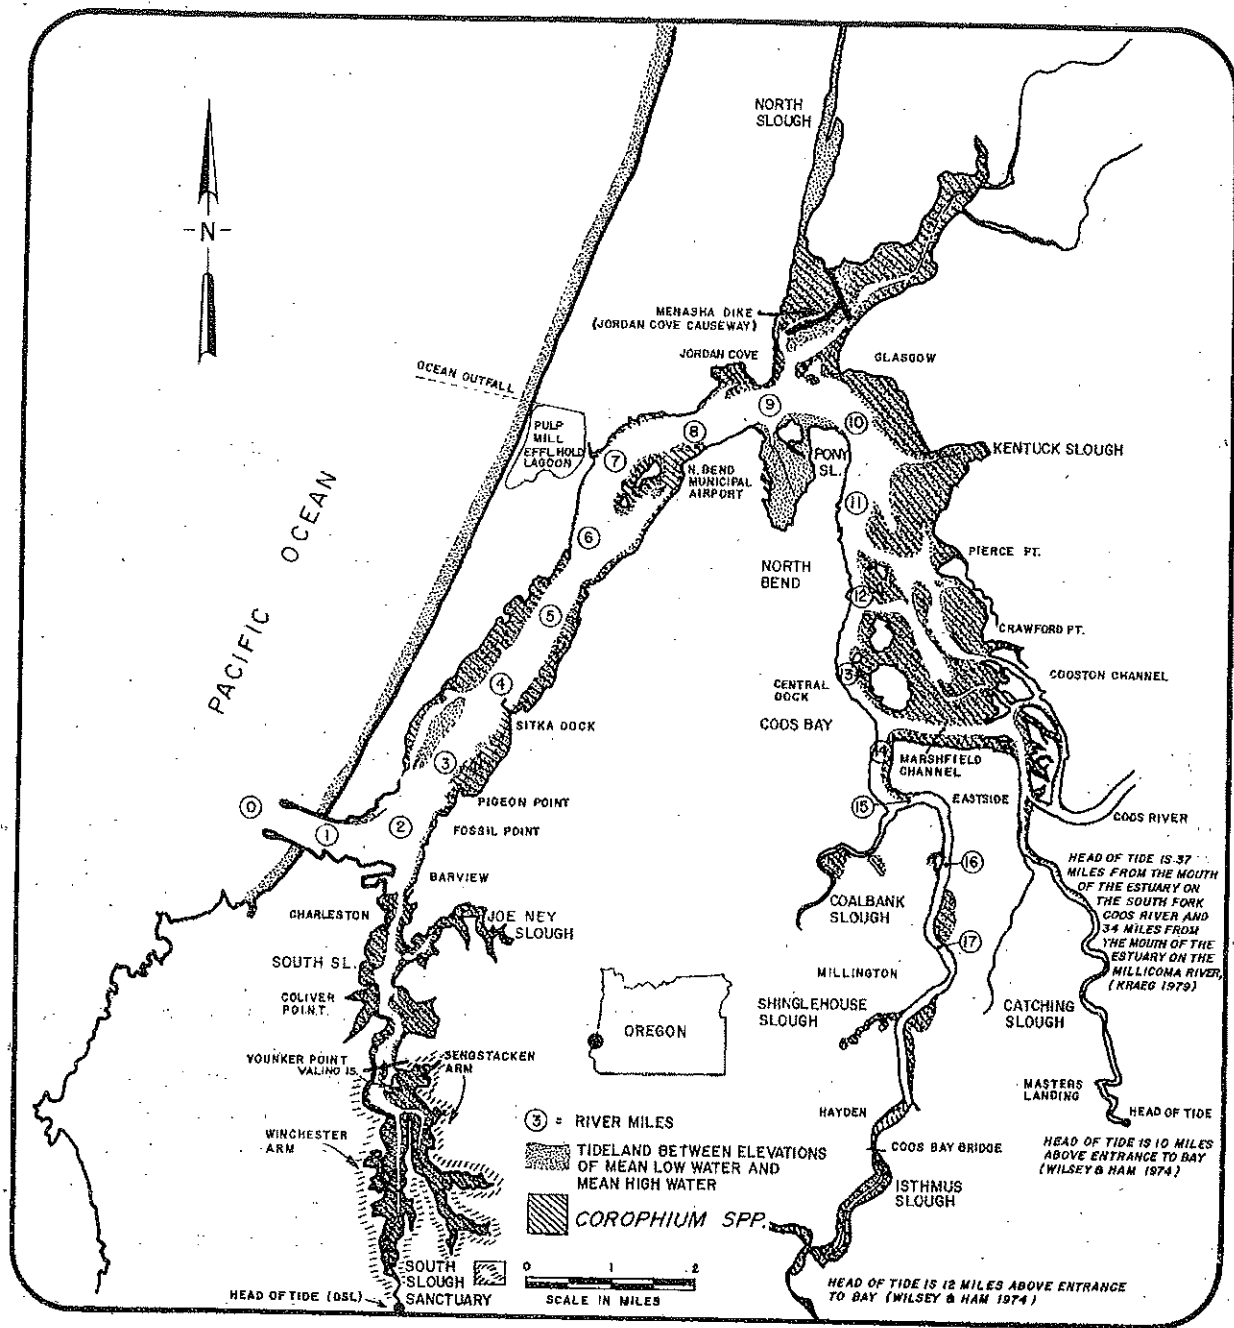 NORTH
SLOUGH
N
MENASHA DIKE
(JORDAN COVE CAUSEWAY)
JORDAN COVE
GLASGOW
OCEAN OUTFALL
PULP
MILL
EFFL.HOLD
LAGOON
9
10
8
7
PONY
SL.
KENTUCK SLOUGH
N. BEND
MUNICIPAL
AIRPORT
11
6
PACIFIC OCEAN
PIERCE PT.
NORTH
BEND
12
5
CRAWFORD PT.
COOSTON CHANNEL
13
4
CENTRAL
DOCK
SITKA DOCK
COOS BAY
14
MARSHFIELD
CHANNEL
3
0
PIGEON POINT
15
EASTSIDE
1
2
FOSSIL POINT
COOS RIVER
16
HEAD OF TIDE IS 37
MILES FROM THE MOUTH
OF THE ESTUARY ON
THE SOUTH FORK
COOS RIVER AND
34 MILES FROM
THE MOUTH OF THE
ESTUARY ON THE
MILLICOMA RIVER,
(KRAEG 1979)
BARVIEW
CHARLESTON
JOE NEY
SLOUGH
COALBANK
SLOUGH
17
SOUTH SL.
MILLINGTON
COLIVER
POINT.
SHINGLEHOUSE
SLOUGH
CATCHING
SLOUGH
OREGON
YOUNKER POINT
VALINO IS.
SENGSTACKEN
ARM
MASTERS
LANDING
HEAD OF TIDE
HAYDEN
3 = RIVER MILES
WINCHESTER
ARM
COOS BAY BRIDGE
HEAD OF TIDE IS 10 MILES
ABOVE ENTRANCE TO BAY
(WILSEY & HAM 1974)
TIDELAND BETWEEN ELEVATIONS
OF MEAN LOW WATER AND
MEAN HIGH WATER
ISTHMUS
SLOUGH
COROPHIUM SPP.
SOUTH
SLOUGH
SANCTUARY
0 1 2
SCALE IN MILES
HEAD OF TIDE (DSL)
HEAD OF TIDE IS 12 MILES ABOVE ENTRANCE
TO BAY (WILSEY & HAM 1974)